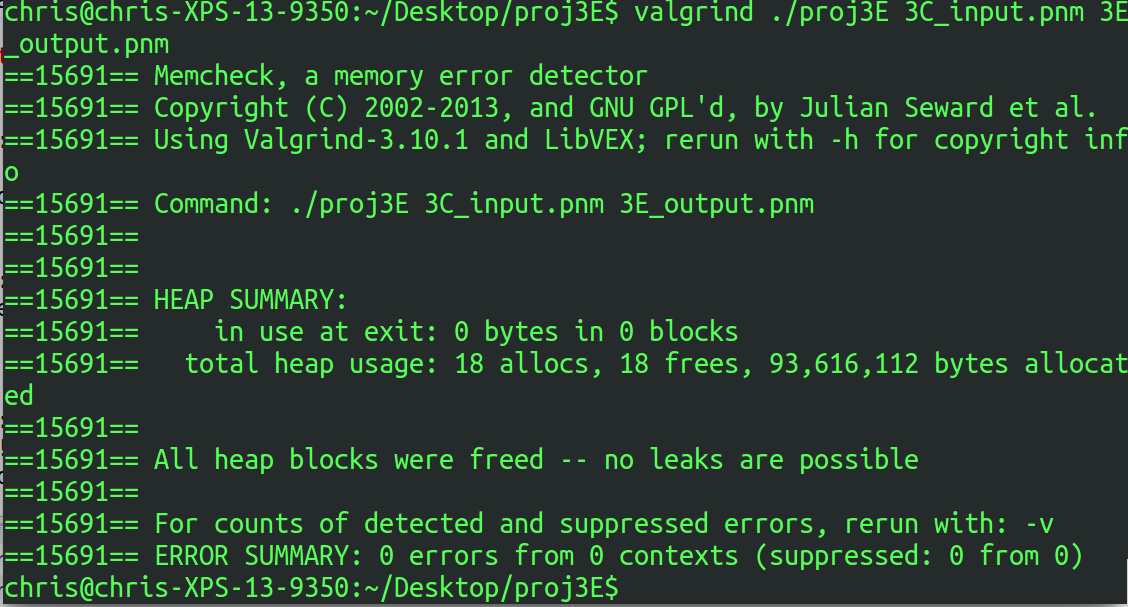 chris@chris-XPS-13-9350:~/Desktop/proj3E$ valgrind ./proj3E 3C_input.pnm 3E
_output.pnm
==15691== Memcheck, a memory error detector
==15691== Copyright (C) 2002-2013, and GNU GPL'd, by Julian Seward et al.
==15691== Using Valgrind-3.10.1 and LibVEX; rerun with -h for copyright inf
o
==15691== Command: ./proj3E 3C_input.pnm 3E_output.pnm
==15691==
==15691==
==15691== HEAP SUMMARY:
==15691==     in use at exit: 0 bytes in 0 blocks
==15691==   total heap usage: 18 allocs, 18 frees, 93,616,112 bytes allocat
ed
==15691==
==15691== All heap blocks were freed -- no leaks are possible
==15691==
==15691== For counts of detected and suppressed errors, rerun with: -v
==15691== ERROR SUMMARY: 0 errors from 0 contexts (suppressed: 0 from 0)
chris@chris-XPS-13-9350:~/Desktop/proj3E$